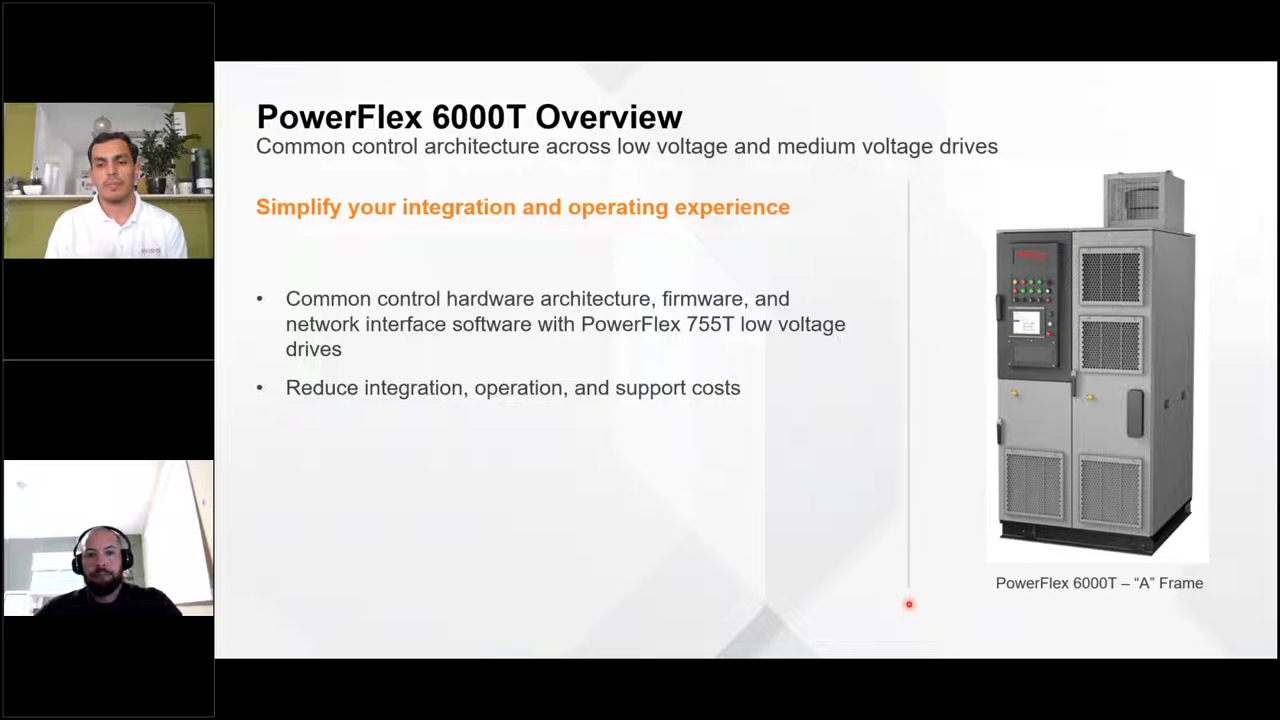 PowerFlex 6000T Overview
Common control architecture across low voltage and medium voltage drives
Simplify your integration and operating experience
• Common control hardware architecture, firmware, and
network interface software with PowerFlex 755T low voltage
drives
• Reduce integration, operation, and support costs
PowerFlex 6000T – “A” Frame